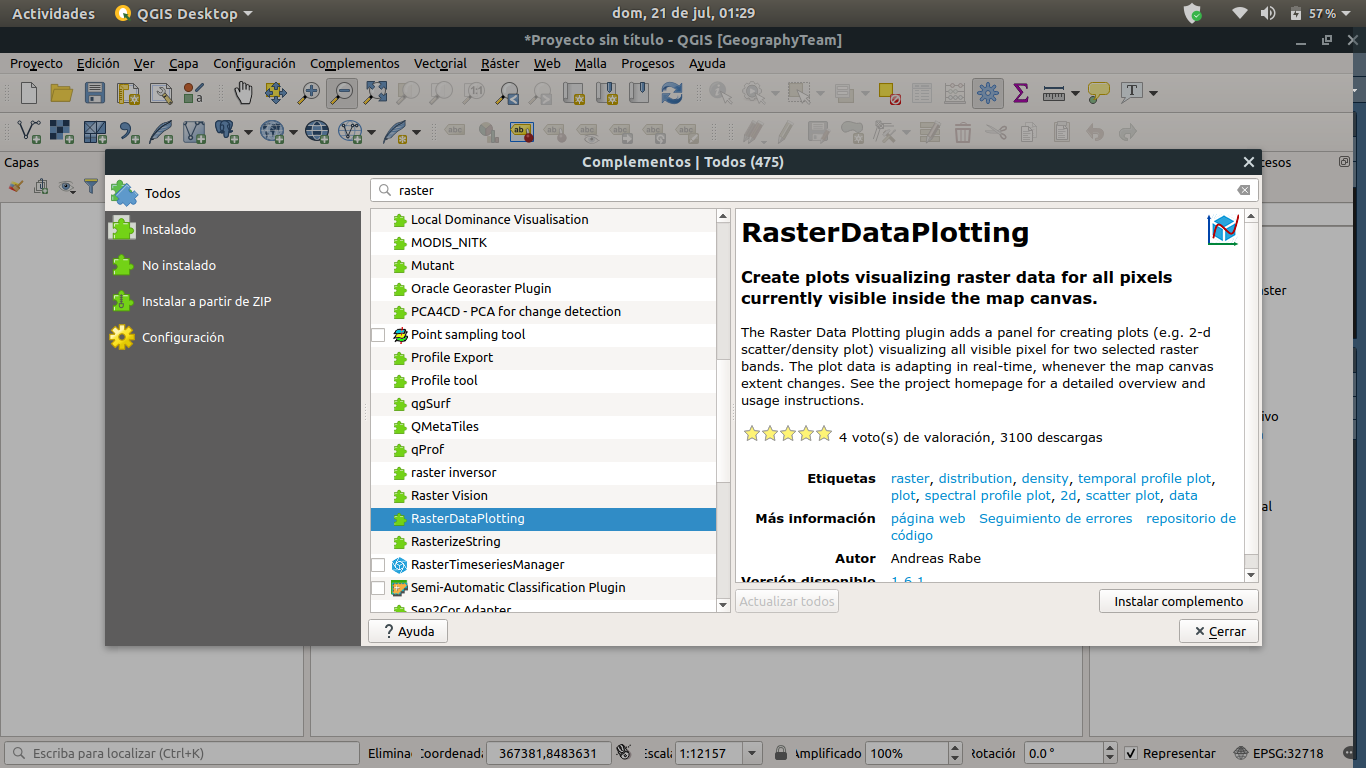 Actividades
QGIS Desktop
dom, 21 de jul, 01:29
57%
*Proyecto sin título - QGIS [GeographyTeam]
Proyecto Edición Ver Capa Configuración Complementos Vectorial Ráster Web Malla Procesos Ayuda
1:1
T
abc abc abc abc abc abc abc
Capas
Complementos | Todos (475)
Todos
Instalado
No instalado
Instalar a partir de ZIP
Configuración
raster
Local Dominance Visualisation
MODIS_NITK
Mutant
Oracle Georaster Plugin
PCA4CD - PCA for change detection
Point sampling tool
Profile Export
Profile tool
qgSurf
QMetaTiles
qProf
raster inversor
Raster Vision
RasterDataPlotting
RasterizeString
RasterTimeseriesManager
Semi-Automatic Classification Plugin
Sen2Cor Adapter
RasterDataPlotting
Create plots visualizing raster data for all pixels
currently visible inside the map canvas.
The Raster Data Plotting plugin adds a panel for creating plots (e.g. 2-d
scatter/density plot) visualizing all visible pixel for two selected raster
bands. The plot data is adapting in real-time, whenever the map canvas
extent changes. See the project homepage for a detailed overview and
usage instructions.
4 voto(s) de valoración, 3100 descargas
Etiquetas raster, distribution, density, temporal profile plot,
plot, spectral profile plot, 2d, scatter plot, data
Más información página web Seguimiento de errores repositorio de
código
Autor Andreas Rabe
Versión disponible 1.6.1
Actualizar todos
Instalar complemento
? Ayuda
Cerrar
esos
ster
ivo
al
Escriba para localizar (Ctrl+K)
Elimina
Coordenada
367381,8483631
Escala
1:12157
Amplificado
100%
Rotación
0.0 °
Representar
EPSG:32718